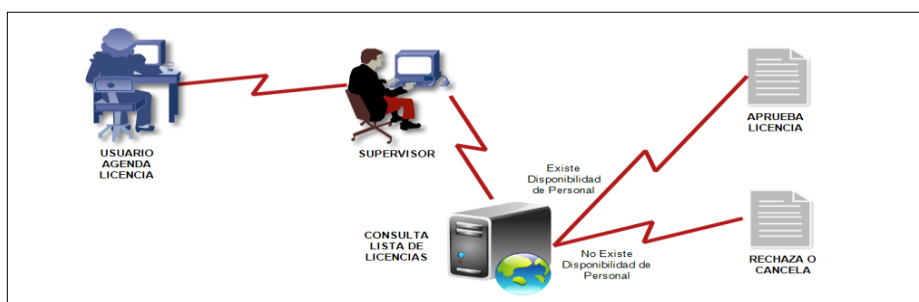 USUARIO
AGENDA
LICENCIA
SUPERVISOR
CONSULTA
LISTA DE
LICENCIAS
Existe
Disponibilidad
de Personal
No Existe
Disponibilidad de
Personal
APRUEBA
LICENCIA
RECHAZA O
CANCELA